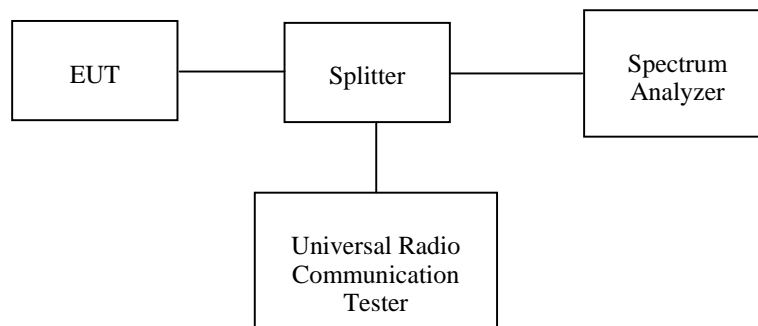 EUT
Splitter
Spectrum
Analyzer
Universal Radio
Communication
Tester